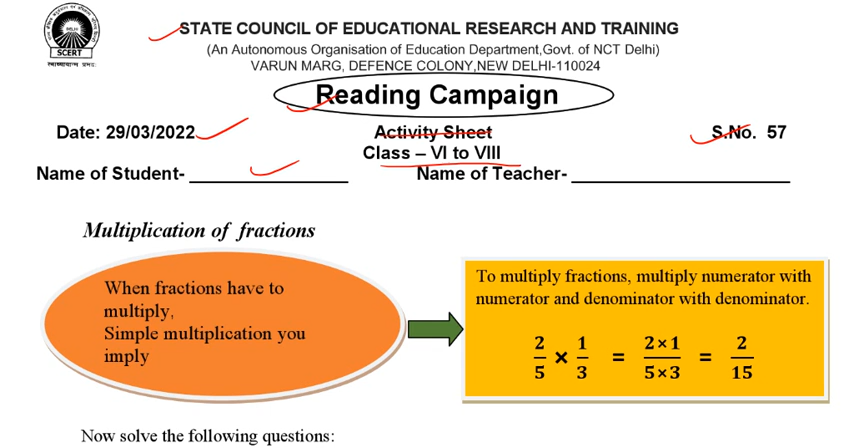 STATE COUNCIL OF EDUCATIONAL RESEARCH AND TRAINING
(An Autonomous Organisation of Education Department,Govt. of NCT Delhi)
VARUN MARG, DEFENCE COLONY,NEW DELHI-110024
SCERT
Reading Campaign
Date: 29/03/2022 Activity Sheet S.No. 57
Class – VI to VIII
Name of Student- Name of Teacher-
Multiplication of fractions
When fractions have to
multiply,
Simple multiplication you
imply
To multiply fractions, multiply numerator with
numerator and denominator with denominator.
2/5 × 1/3 = 2×1/5×3 = 2/15
Now solve the following questions: